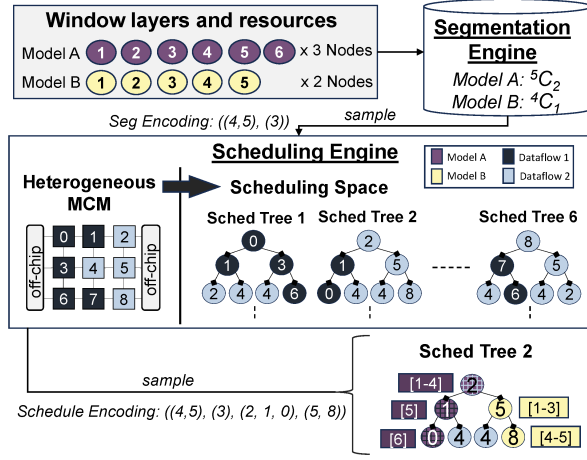 Window layers and resources
Model A 1 2 3 4 5 6 x 3 Nodes
Model B 1 2 3 4 5 x 2 Nodes
Segmentation
Engine
Model A: ⁵C₂
Model B: ⁴C₁
Seg Encoding: ((4,5), (3))
sample
Scheduling Engine
Model A Dataflow 1
Model B Dataflow 2
Heterogeneous
MCM
Scheduling Space
off-chip
0 1 2
3 4 5
6 7 8
off-chip
Sched Tree 1
0
1 3
2 4 4 6
Sched Tree 2
2
1 5
0 4 4 8
Sched Tree 6
8
7 5
4 6 4 2
sample
Schedule Encoding: ((4,5), (3), (2, 1, 0), (5, 8))
Sched Tree 2
[1-4] 2
[5] 1 5 [1-3]
[6] 0 4 4 8 [4-5]